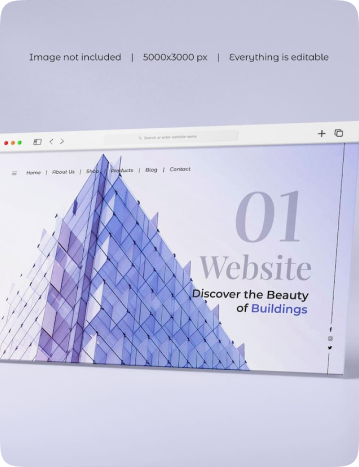 Image not included | 5000x3000 px | Everything is editable
Search or enter website name
Home | About Us | Shop | Products | Blog | Contact
01
Website
Discover the Beauty
of Buildings